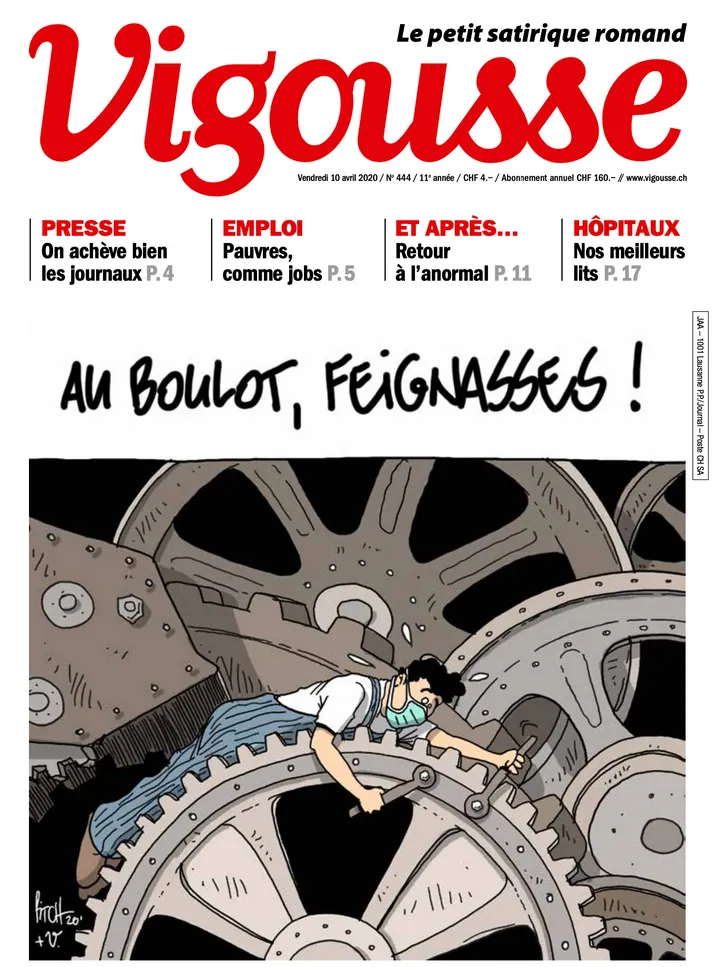 Le petit satirique romand
Vigousse
Vendredi 10 avril 2020 / N° 444 / 11e année / CHF 4.– / Abonnement annuel CHF 160.– // www.vigousse.ch
PRESSE
On achève bien
les journaux P. 4
EMPLOI
Pauvres,
comme jobs P. 5
ET APRÈS...
Retour
à l'anormal P. 11
HÔPITAUX
Nos meilleurs
lits P. 17
JAA – 1001 Lausanne P.P./Journal – Poste CH SA
AU BOULOT, FEIGNASSES !
PITCH
20'
+ V.